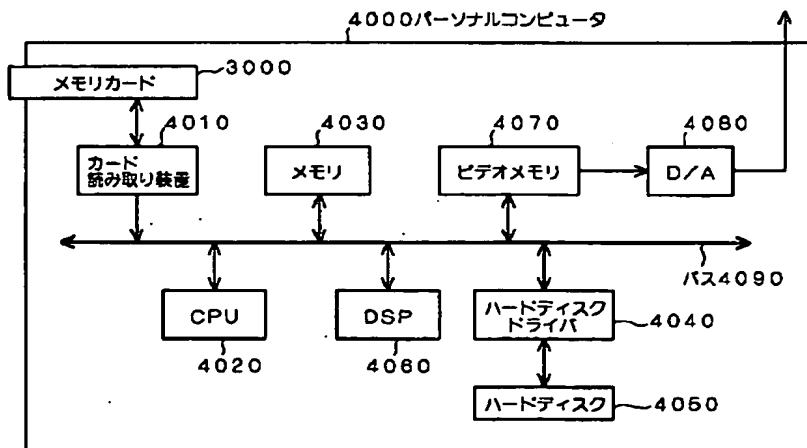 4000パーソナルコンピュータ
メモリカード
3000
4010
4030
4070
4080
カード
読み取り装置
メモリ
ビデオメモリ
D/A
バス4090
CPU
DSP
ハードディスク
ドライバ
4040
4020
4060
ハードディスク
4050